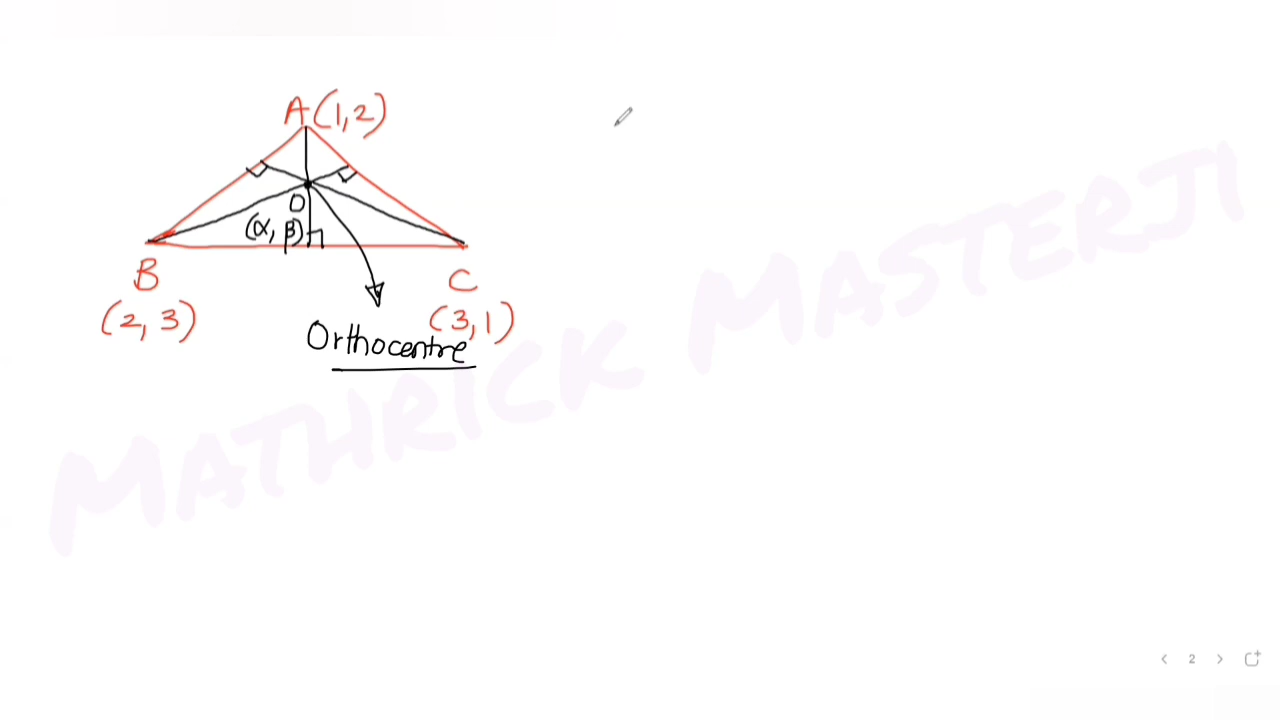 A(1,2)
O
(α, β)
B
C
(2, 3)
(3,1)
Orthocentre
MATHRICK MASTERJI
2